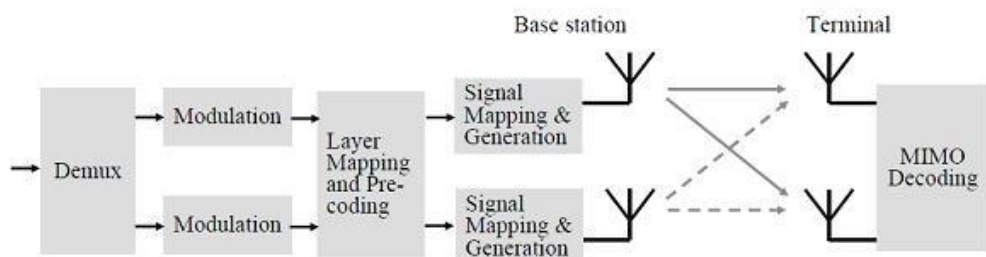 Base station
Terminal
Demux
Modulation
Modulation
Layer
Mapping
and Pre-
coding
Signal
Mapping &
Generation
Signal
Mapping &
Generation
MIMO
Decoding